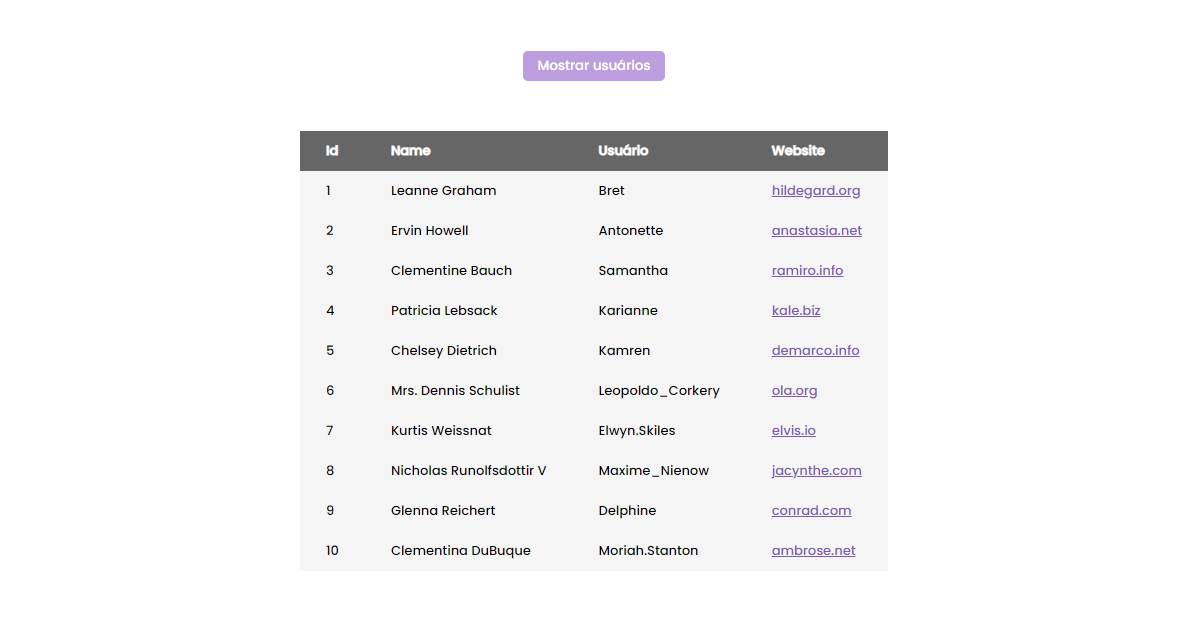 Mostrar usuários
Id Name Usuário Website
1 Leanne Graham Bret hildegard.org
2 Ervin Howell Antonette anastasia.net
3 Clementine Bauch Samantha ramiro.info
4 Patricia Lebsack Karianne kale.biz
5 Chelsey Dietrich Kamren demarco.info
6 Mrs. Dennis Schulist Leopoldo_Corkery ola.org
7 Kurtis Weissnat Elwyn.Skiles elvis.io
8 Nicholas Runolfsdottir V Maxime_Nienow jacynthe.com
9 Glenna Reichert Delphine conrad.com
10 Clementina DuBuque Moriah.Stanton ambrose.net